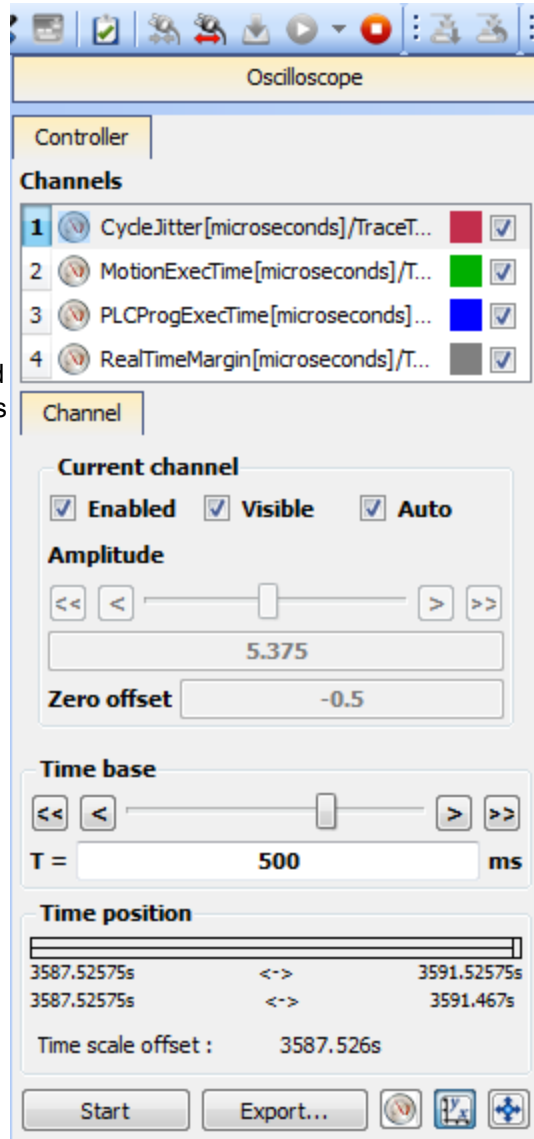 Oscilloscope
Controller
Channels
1 CycleJitter[microseconds]/TraceT...
2 MotionExecTime[microseconds]/T...
3 PLCProgExecTime[microseconds]...
4 RealTimeMargin[microseconds]/T...
Channel
Current channel
Enabled Visible Auto
Amplitude
<< < > >>
5.375
Zero offset -0.5
Time base
<< < > >>
T = 500 ms
Time position
3587.52575s <-> 3591.52575s
3587.52575s <-> 3591.467s
Time scale offset : 3587.526s
Start Export... y x